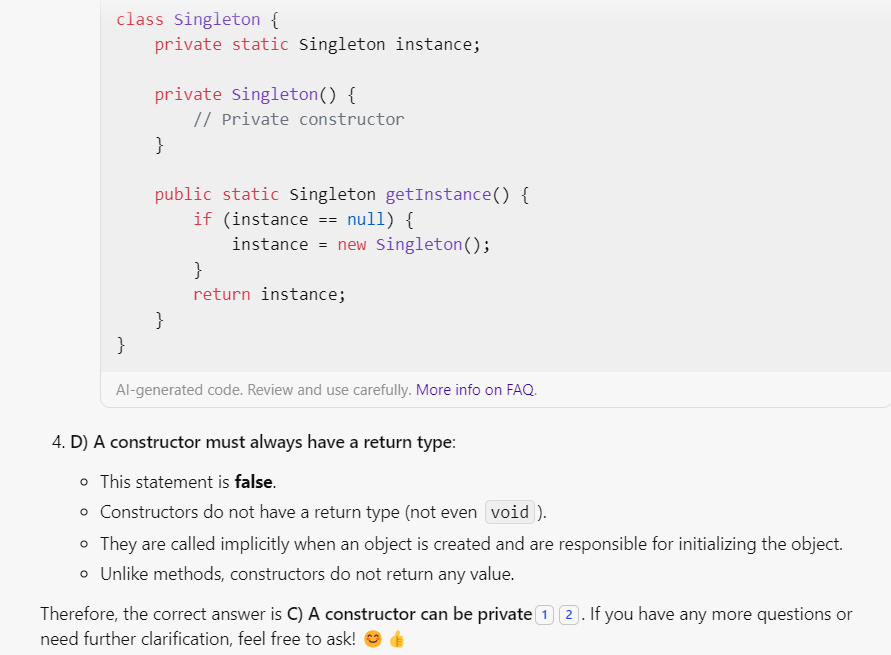 class Singleton {
    private static Singleton instance;

    private Singleton() {
        // Private constructor
    }

    public static Singleton getInstance() {
        if (instance == null) {
            instance = new Singleton();
        }
        return instance;
    }
}
AI-generated code. Review and use carefully. More info on FAQ.
4. D) A constructor must always have a return type:
○ This statement is false.
○ Constructors do not have a return type (not even void).
○ They are called implicitly when an object is created and are responsible for initializing the object.
○ Unlike methods, constructors do not return any value.
Therefore, the correct answer is C) A constructor can be private 1 2. If you have any more questions or
need further clarification, feel free to ask! 😊 👍